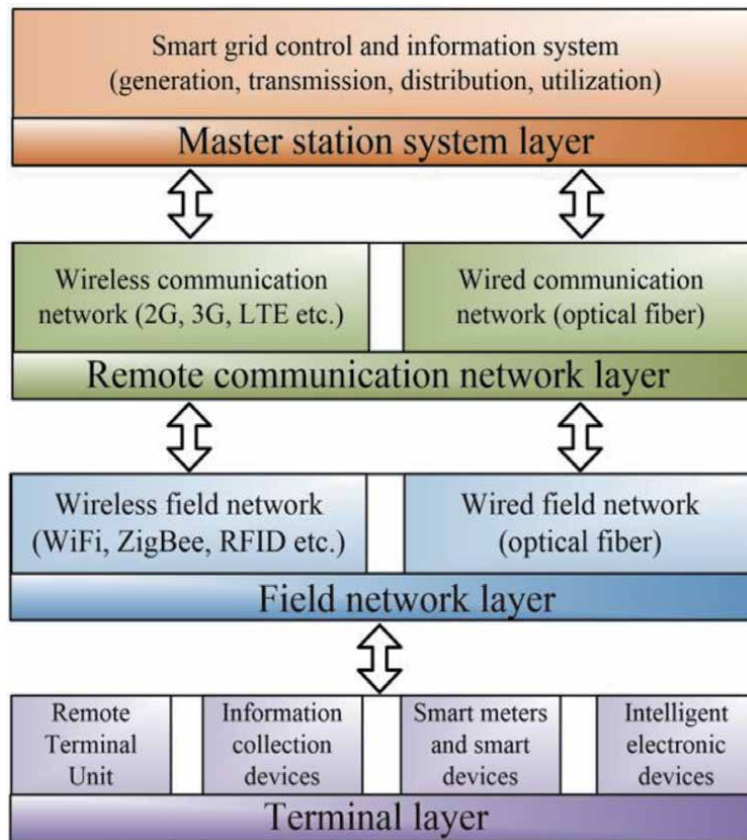 Smart grid control and information system
(generation, transmission, distribution, utilization)
Master station system layer
Wireless communication
network (2G, 3G, LTE etc.)
Wired communication
network (optical fiber)
Remote communication network layer
Wireless field network
(WiFi, ZigBee, RFID etc.)
Wired field network
(optical fiber)
Field network layer
Remote
Terminal
Unit
Information
collection
devices
Smart meters
and smart
devices
Intelligent
electronic
devices
Terminal layer